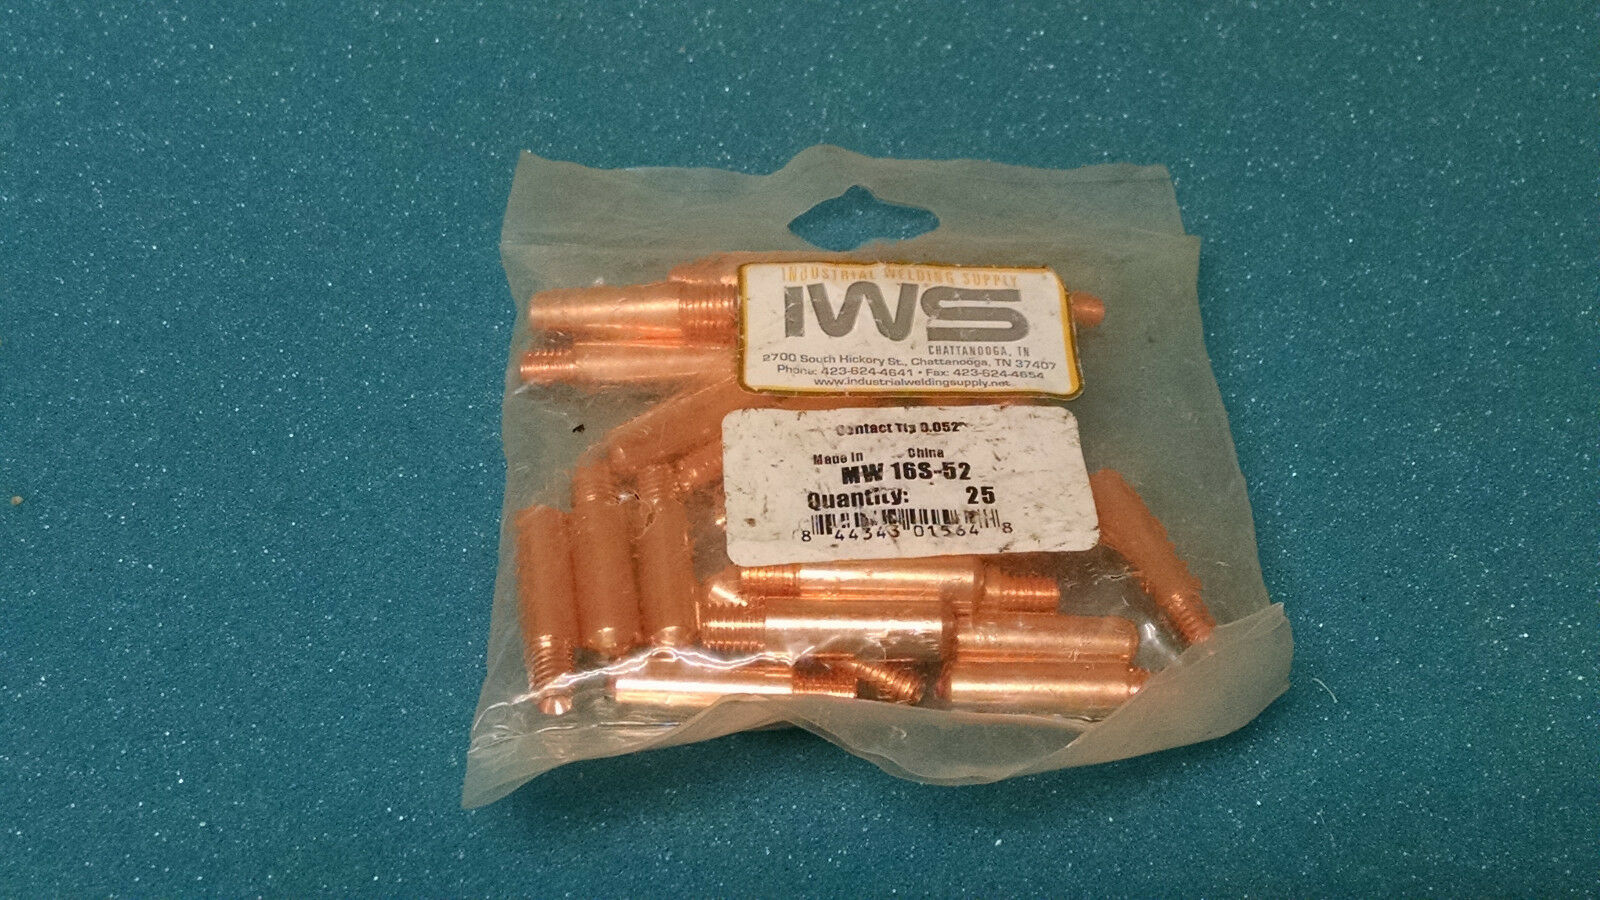 INDUSTRIAL WELDING SUPPLY
IWS
CHATTANOOGA, TN
2700 South Hickory St., Chattanooga, TN 37407
Phone: 423-624-4641 • Fax: 423-624-4654
www.industrialweldingsupply.net
Contact Tip 0.052"
Made in China
MW 16S-52
Quantity: 25
8 44343 01564 8